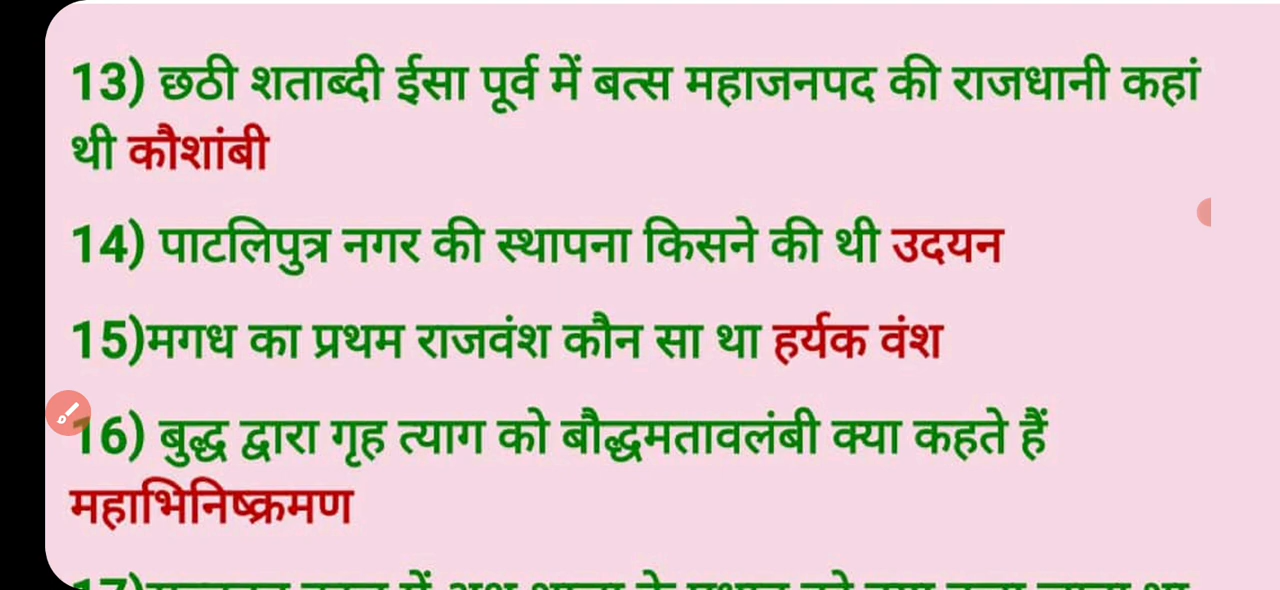 13) छठी शताब्दी ईसा पूर्व में बत्स महाजनपद की राजधानी कहां
थी कौशांबी
14) पाटलिपुत्र नगर की स्थापना किसने की थी उदयन
15)मगध का प्रथम राजवंश कौन सा था हर्यक वंश
16) बुद्ध द्वारा गृह त्याग को बौद्धमतावलंबी क्या कहते हैं
महाभिनिष्क्रमण